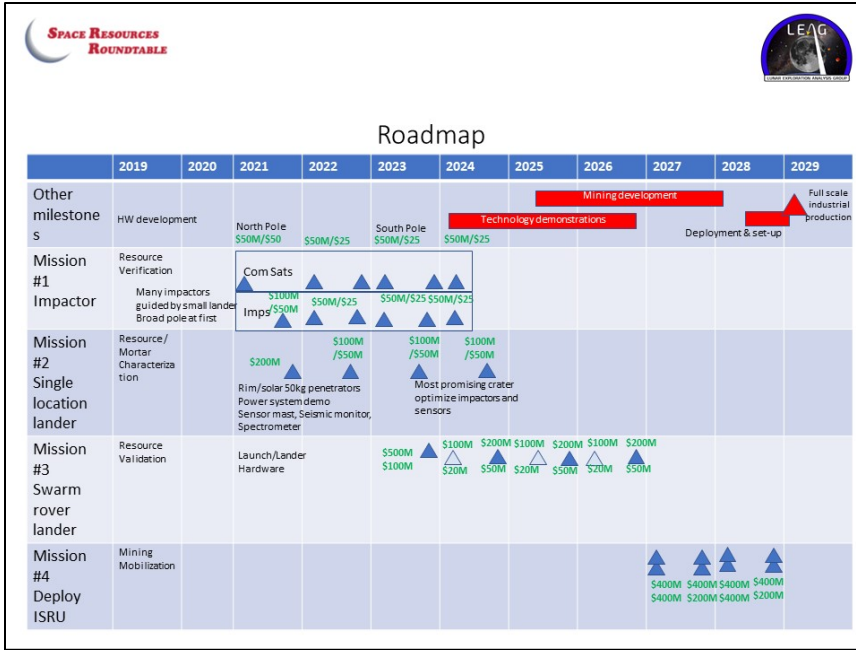 SPACE RESOURCES
ROUNDTABLE
LEAG
LUNAR EXPLORATION ANALYSIS GROUP
Roadmap
2019 2020 2021 2022 2023 2024 2025 2026 2027 2028 2029
Other
milestone
s
HW development
North Pole
$50M/$50
$50M/$25
South Pole
$50M/$25
$50M/$25
Mining development
Technology demonstrations
Deployment & set-up
Full scale
industrial
production
Mission
#1
Impactor
Resource
Verification
Many impactors
guided by small lander
Broad pole at first
Com Sats
Imps
$100M
/$50M
$50M/$25
$50M/$25
$50M/$25
Mission
#2
Single
location
lander
Resource/
Mortar
Characteriza
tion
$200M
$100M
/$50M
$100M
/$50M
$100M
/$50M
Rim/solar 50kg penetrators
Power system demo
Sensor mast, Seismic monitor,
Spectrometer
Most promising crater
optimize impactors and
sensors
Mission
#3
Swarm
rover
lander
Resource
Validation
Launch/Lander
Hardware
$500M
$100M
$100M $200M $100M $200M $100M $200M
$20M $50M $20M $50M $20M $50M
Mission
#4
Deploy
ISRU
Mining
Mobilization
$400M $400M $400M $400M
$400M $200M $400M $200M